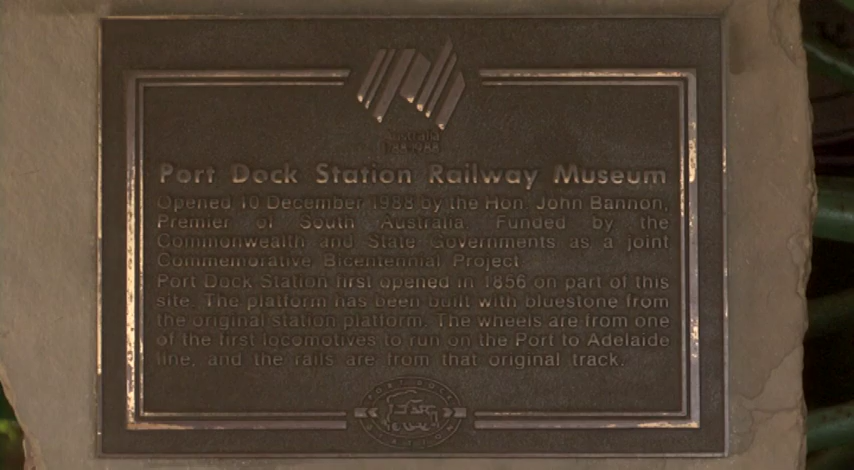 Australia
1788-1988
Port Dock Station Railway Museum
Opened 10 December 1988 by the Hon. John Bannon,
Premier of South Australia. Funded by the
Commonwealth and State Governments as a joint
Commemorative Bicentennial Project
Port Dock Station first opened in 1856 on part of this
site. The platform has been built with bluestone from
the original station platform. The wheels are from one
of the first locomotives to run on the Port to Adelaide
line, and the rails are from that original track.
PORT DOCK
STATION